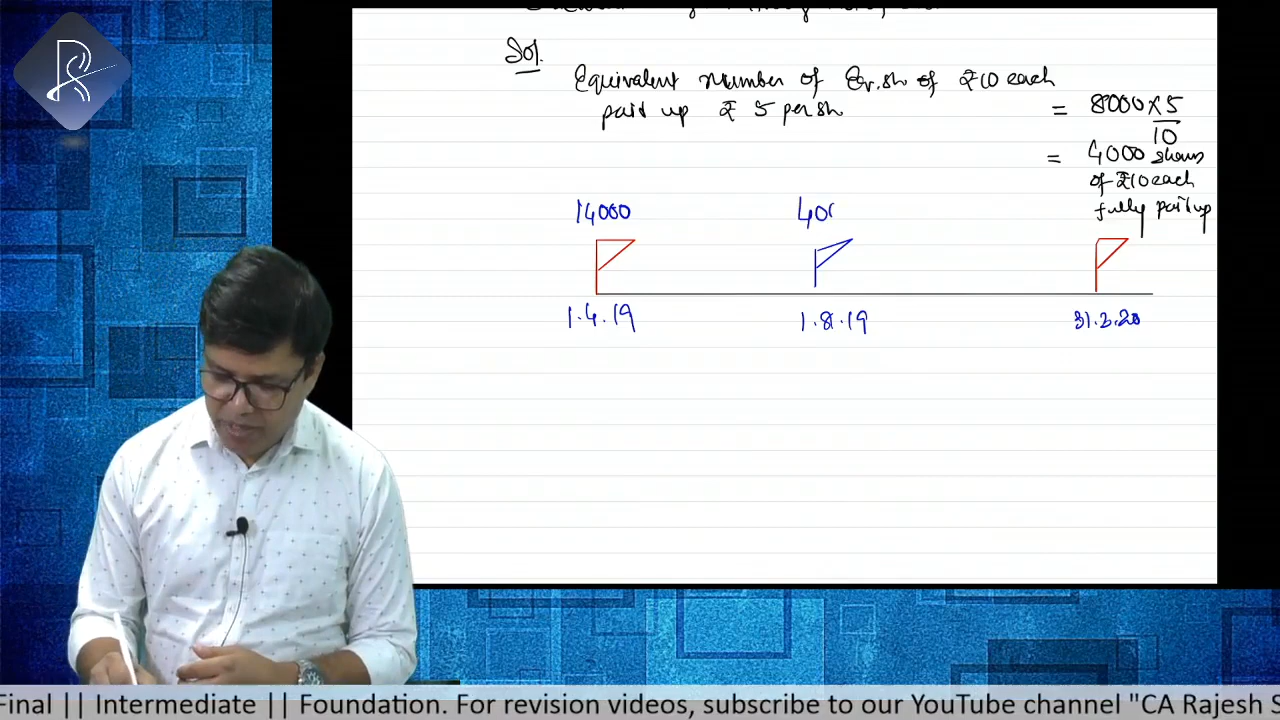 Sol.
Equivalent number of Eq.sh of ₹10 each
paid up ₹ 5 per sh
= 8000 x 5
10
= 4000 shares
of ₹10 each
fully paid up
14000
400
1.4.19
1.8.19
31.3.20
Final || Intermediate || Foundation. For revision videos, subscribe to our YouTube channel "CA Rajesh S